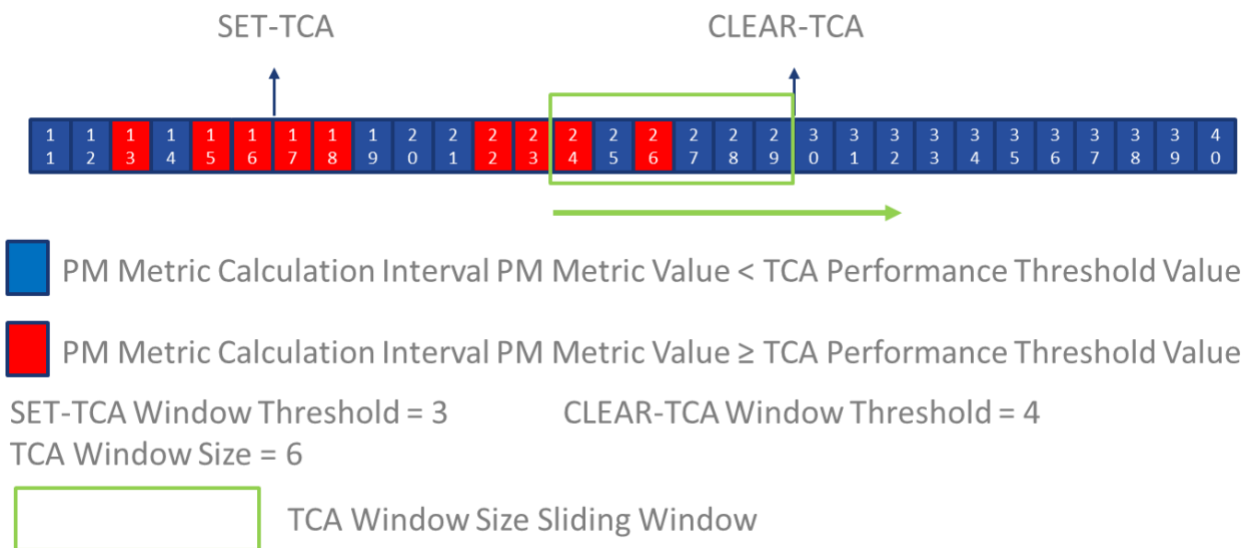 SET-TCA CLEAR-TCA
11 12 13 14 15 16 17 18 19 20 21 22 23 24 25 26 27 28 29 30 31 32 33 34 35 36 37 38 39 40
PM Metric Calculation Interval PM Metric Value < TCA Performance Threshold Value
PM Metric Calculation Interval PM Metric Value ≥ TCA Performance Threshold Value
SET-TCA Window Threshold = 3 CLEAR-TCA Window Threshold = 4
TCA Window Size = 6
TCA Window Size Sliding Window